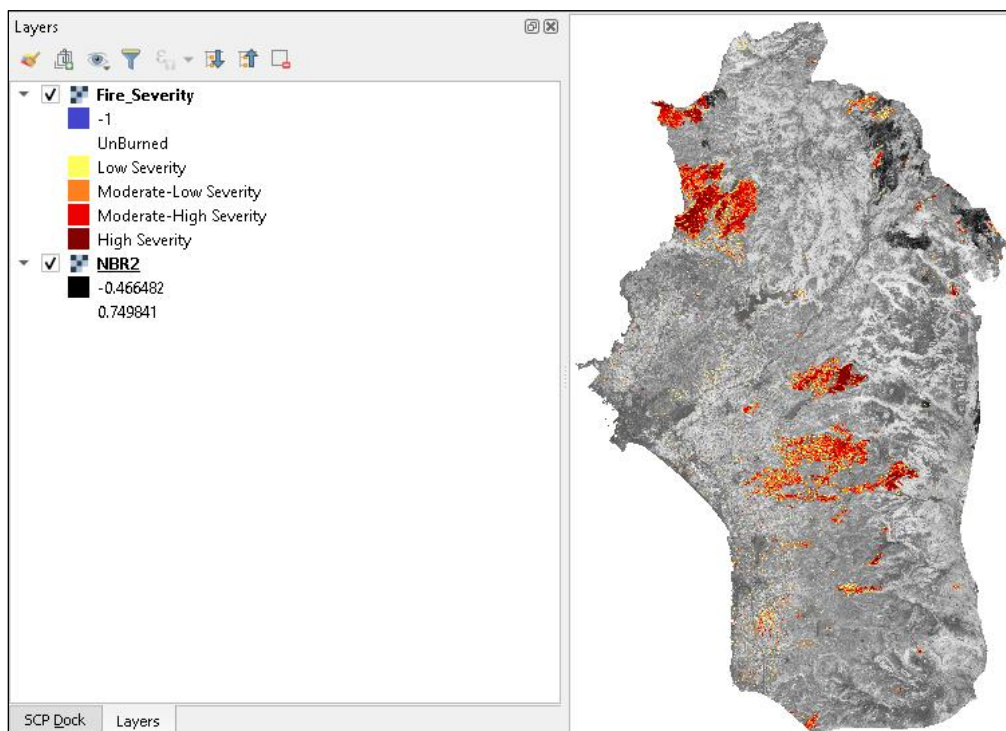 Layers
Fire_Severity
-1
UnBurned
Low Severity
Moderate-Low Severity
Moderate-High Severity
High Severity
NBR2
-0.466482
0.749841
SCP Dock
Layers